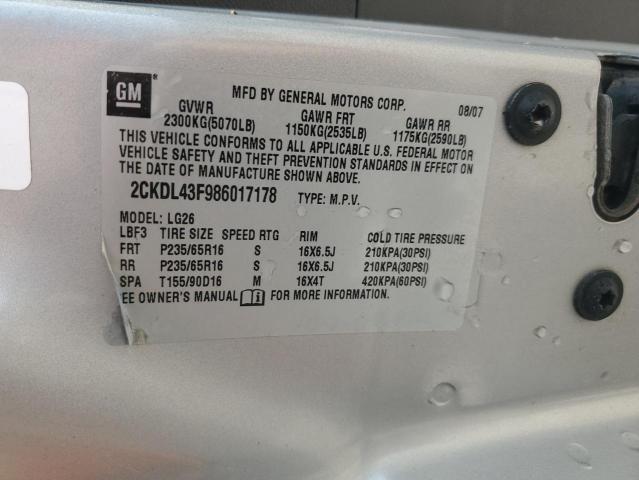 GM
MFD BY GENERAL MOTORS CORP. 08/07
GVWR GAWR FRT GAWR RR
2300KG(5070LB) 1150KG(2535LB) 1175KG(2590LB)
THIS VEHICLE CONFORMS TO ALL APPLICABLE U.S. FEDERAL MOTOR
VEHICLE SAFETY AND THEFT PREVENTION STANDARDS IN EFFECT ON
THE DATE OF MANUFACTURE SHOWN ABOVE.
2CKDL43F986017178 TYPE: M.P.V.
MODEL: LG26
LBF3 TIRE SIZE SPEED RTG RIM COLD TIRE PRESSURE
FRT P235/65R16 S 16X6.5J 210KPA(30PSI)
RR P235/65R16 S 16X6.5J 210KPA(30PSI)
SPA T155/90D16 M 16X4T 420KPA(60PSI)
SEE OWNER'S MANUAL FOR MORE INFORMATION.